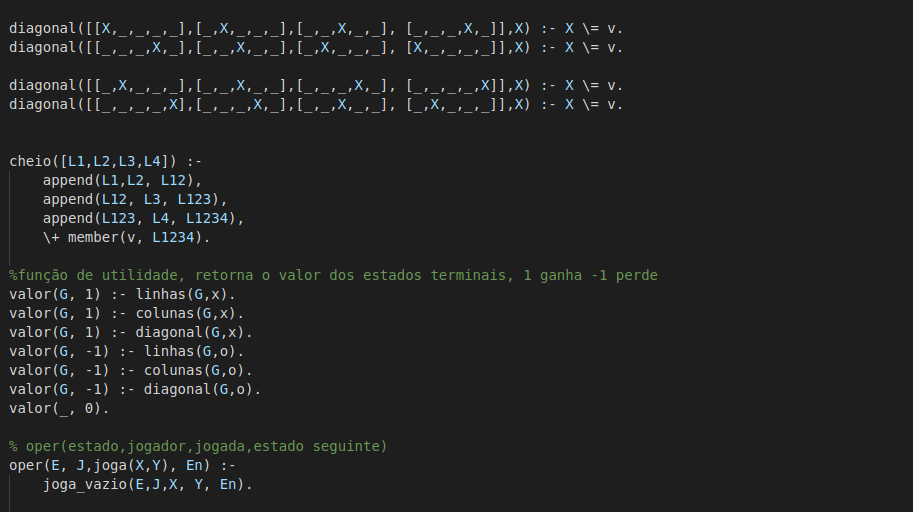 diagonal([[X,_,_,_,_],[_,X,_,_,_],[_,_,X,_,_], [_,_,_,X,_]],X) :- X \= v.
diagonal([[_,_,_,X,_],[_,_,X,_,_],[_,X,_,_,_], [X,_,_,_,_]],X) :- X \= v.
diagonal([[_,X,_,_,_],[_,_,X,_,_],[_,_,_,X,_], [_,_,_,_,X]],X) :- X \= v.
diagonal([[_,_,_,_,X],[_,_,_,X,_],[_,_,X,_,_], [_,X,_,_,_]],X) :- X \= v.
cheio([L1,L2,L3,L4]) :-
    append(L1,L2, L12),
    append(L12, L3, L123),
    append(L123, L4, L1234),
    \+ member(v, L1234).
%função de utilidade, retorna o valor dos estados terminais, 1 ganha -1 perde
valor(G, 1) :- linhas(G,x).
valor(G, 1) :- colunas(G,x).
valor(G, 1) :- diagonal(G,x).
valor(G, -1) :- linhas(G,o).
valor(G, -1) :- colunas(G,o).
valor(G, -1) :- diagonal(G,o).
valor(_, 0).
% oper(estado,jogador,jogada,estado seguinte)
oper(E, J,joga(X,Y), En) :-
    joga_vazio(E,J,X, Y, En).